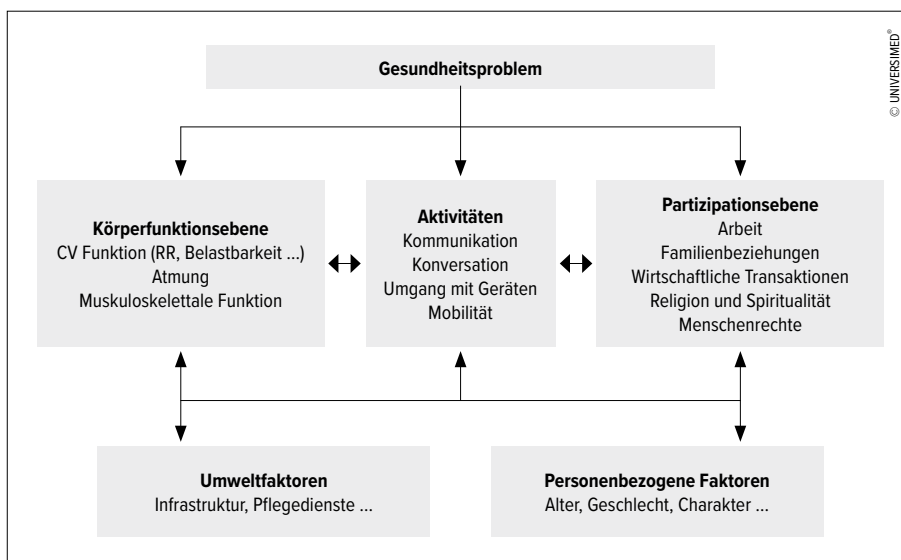 Gesundheitsproblem
© UNIVERSIMED®
Körperfunktionsebene
CV Funktion (RR, Belastbarkeit ...)
Atmung
Muskuloskelettale Funktion
Aktivitäten
Kommunikation
Konversation
Umgang mit Geräten
Mobilität
Partizipationsebene
Arbeit
Familienbeziehungen
Wirtschaftliche Transaktionen
Religion und Spiritualität
Menschenrechte
Umweltfaktoren
Infrastruktur, Pflegedienste ...
Personenbezogene Faktoren
Alter, Geschlecht, Charakter ...